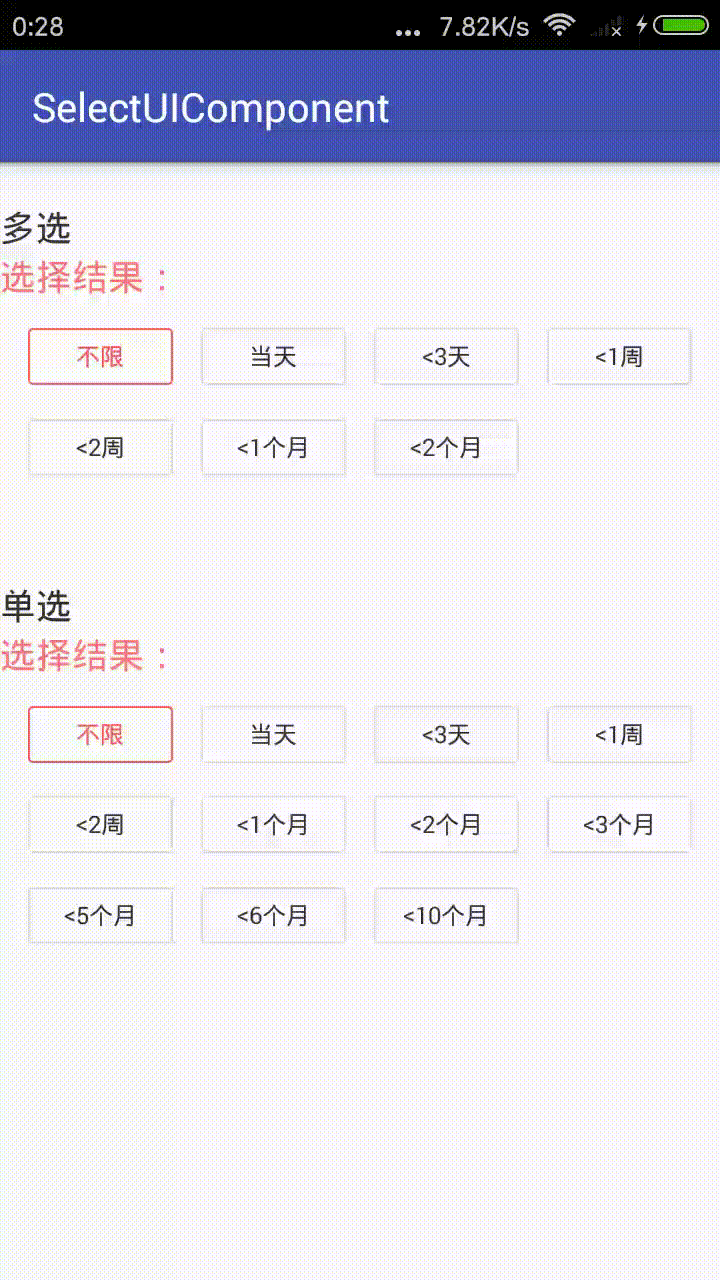 0:28 ... 7.82K/s
SelectUIComponent
多选
选择结果：
不限 当天 <3天 <1周
<2周 <1个月 <2个月
单选
选择结果：
不限 当天 <3天 <1周
<2周 <1个月 <2个月 <3个月
<5个月 <6个月 <10个月